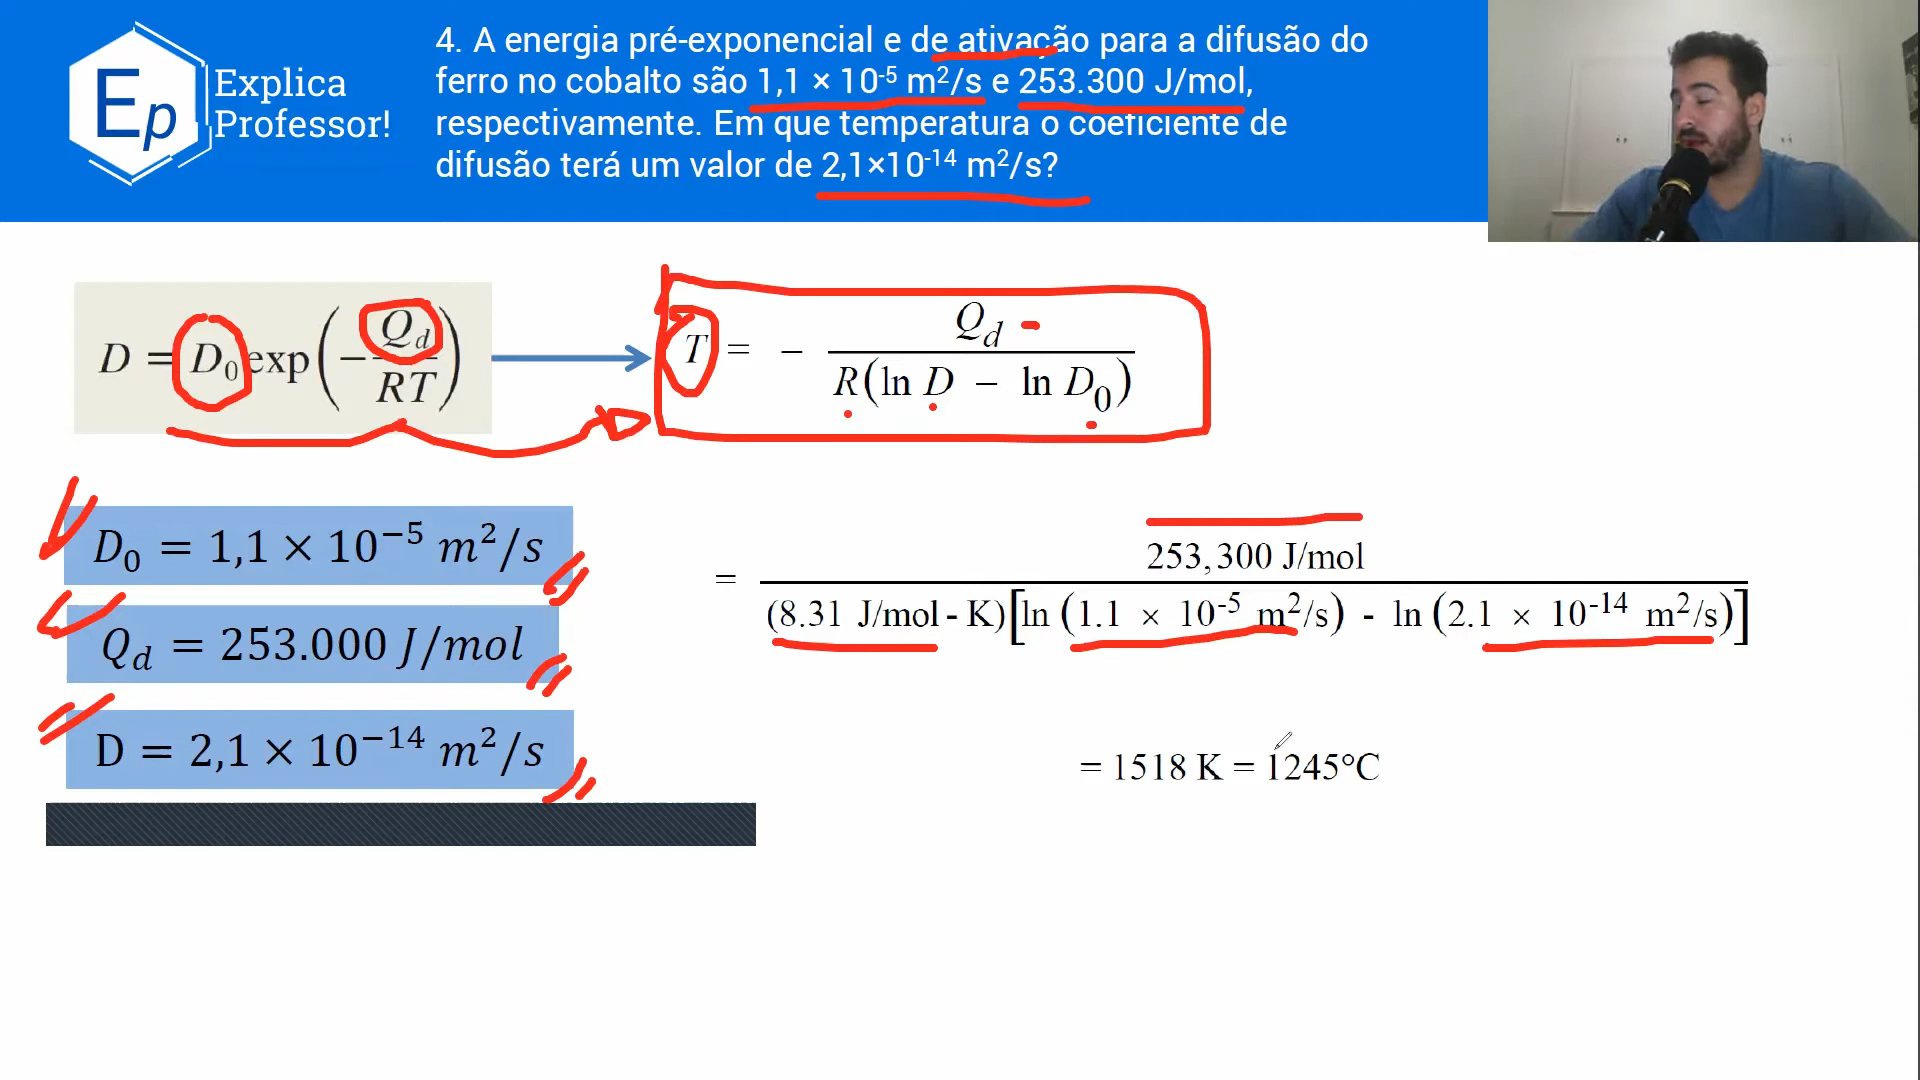 Ep
Explica
Professor!
4. A energia pré-exponencial e de ativação para a difusão do
ferro no cobalto são 1,1 × 10⁻⁵ m²/s e 253.300 J/mol,
respectivamente. Em que temperatura o coeficiente de
difusão terá um valor de 2,1×10⁻¹⁴ m²/s?
D = D₀ exp(−Q_d/RT)
T = − Q_d / R(ln D − ln D₀)
D₀ = 1,1 × 10⁻⁵ m²/s
Q_d = 253.000 J/mol
D = 2,1 × 10⁻¹⁴ m²/s
= 253,300 J/mol / (8.31 J/mol - K)[ln (1.1 × 10⁻⁵ m²/s) - ln (2.1 × 10⁻¹⁴ m²/s)]
= 1518 K = 1245°C